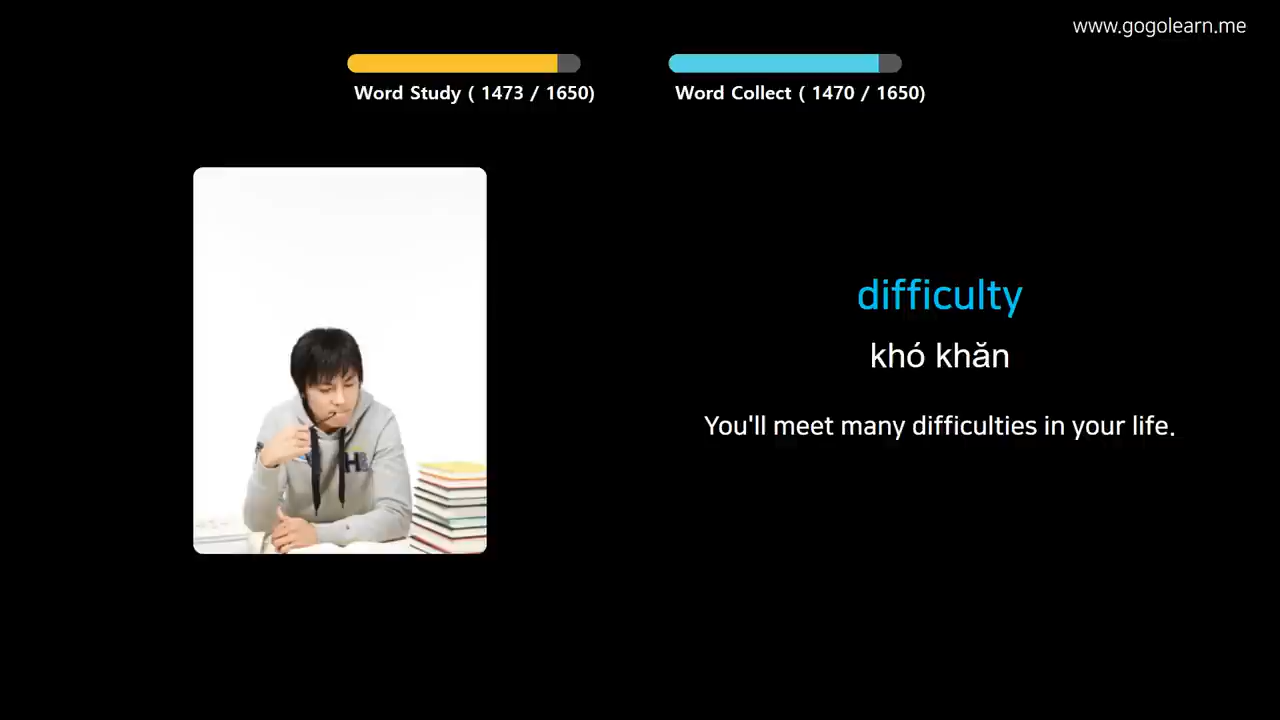 www.gogolearn.me
Word Study ( 1473 / 1650)
Word Collect ( 1470 / 1650)
difficulty
khó khăn
You'll meet many difficulties in your life.
H